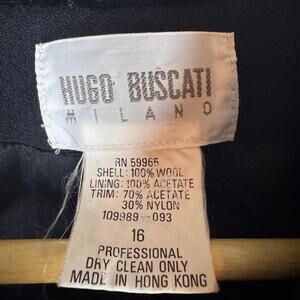 HUGO BUSCATI
MILANO
RN 59965
SHELL: 100% WOOL
LINING: 100% ACETATE
TRIM: 70% ACETATE
30% NYLON
109989-093
16
PROFESSIONAL
DRY CLEAN ONLY
MADE IN HONG KONG